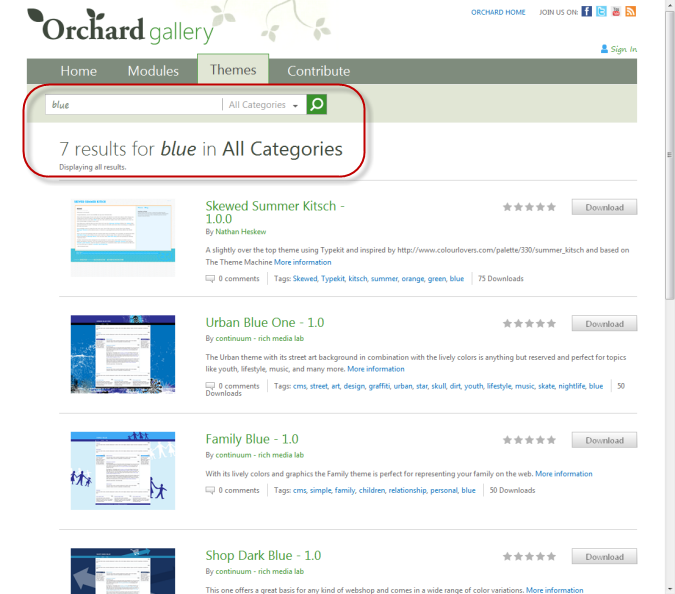 Orchard gallery
ORCHARD HOME JOIN US ON:
Sign In
Home Modules Themes Contribute
blue All Categories
7 results for blue in All Categories
Displaying all results.
Skewed Summer Kitsch -
1.0.0
Download
By Nathan Heskew
A slightly over the top theme using Typekit and inspired by http://www.colourlovers.com/palette/330/summer_kitsch and based on
The Theme Machine More information
0 comments Tags: Skewed, Typekit, kitsch, summer, orange, green, blue 75 Downloads
Urban Blue One - 1.0
Download
By continuum - rich media lab
The Urban theme with its street art background in combination with the lively colors is anything but reserved and perfect for topics
like youth, lifestyle, music, and many more. More information
0 comments Tags: cms, street, art, design, graffiti, urban, star, skull, dirt, youth, lifestyle, music, skate, nightlife, blue 50
Downloads
Family Blue - 1.0
Download
By continuum - rich media lab
With its lively colors and graphics the Family theme is perfect for representing your family on the web. More information
0 comments Tags: cms, simple, family, children, relationship, personal, blue 50 Downloads
Shop Dark Blue - 1.0
Download
By continuum - rich media lab
This one offers a great basis for any kind of webshop and comes in a wide range of color variations. More information